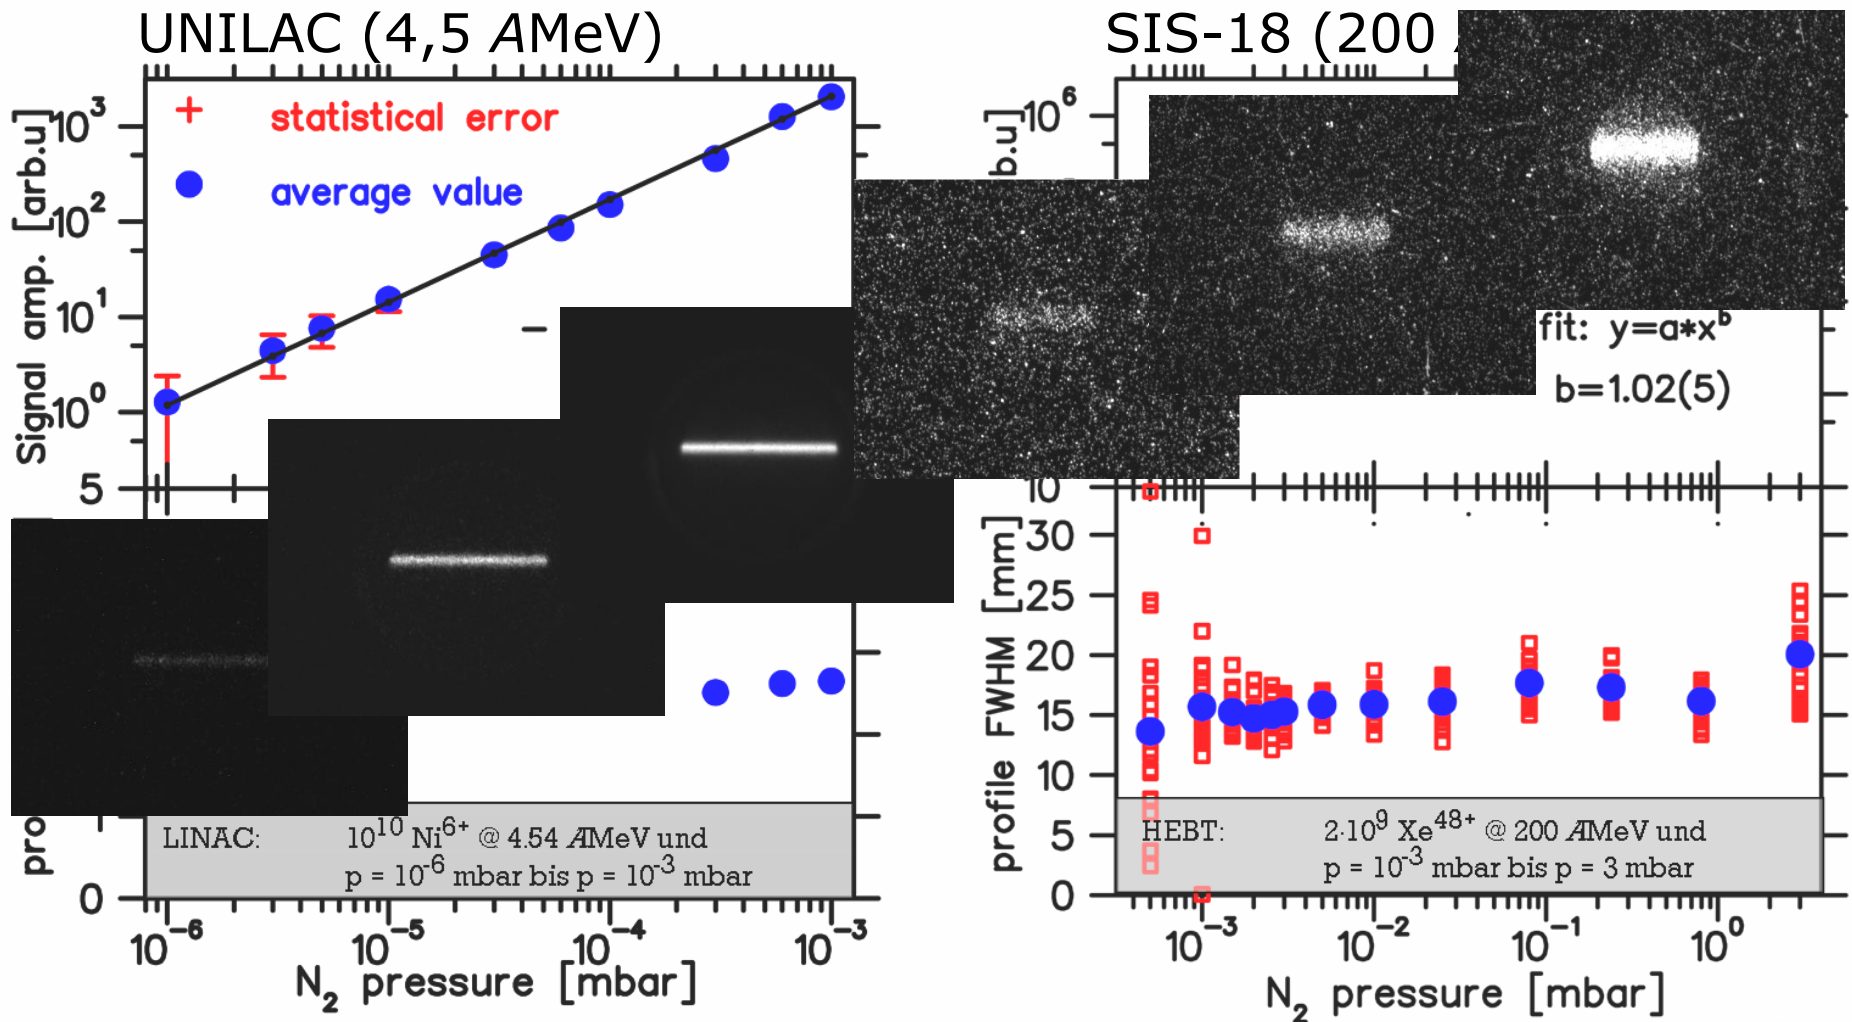 UNILAC (4,5 AMeV)
10³
10²
10¹
10⁰
5
0
Signal amp. [arb.u]
statistical error
average value
LINAC: 10¹⁰ Ni⁶⁺ @ 4.54 AMeV und
p = 10⁻⁶ mbar bis p = 10⁻³ mbar
10⁻⁶ 10⁻⁵ 10⁻⁴ 10⁻³
N₂ pressure [mbar]
SIS-18 (200
10⁶
b.u]
fit: y=a*xᵇ
b=1.02(5)
30
25
20
15
10
5
0
profile FWHM [mm]
HEBT: 2·10⁹ Xe⁴⁸⁺ @ 200 AMeV und
p = 10⁻³ mbar bis p = 3 mbar
10⁻³ 10⁻² 10⁻¹ 10⁰
N₂ pressure [mbar]